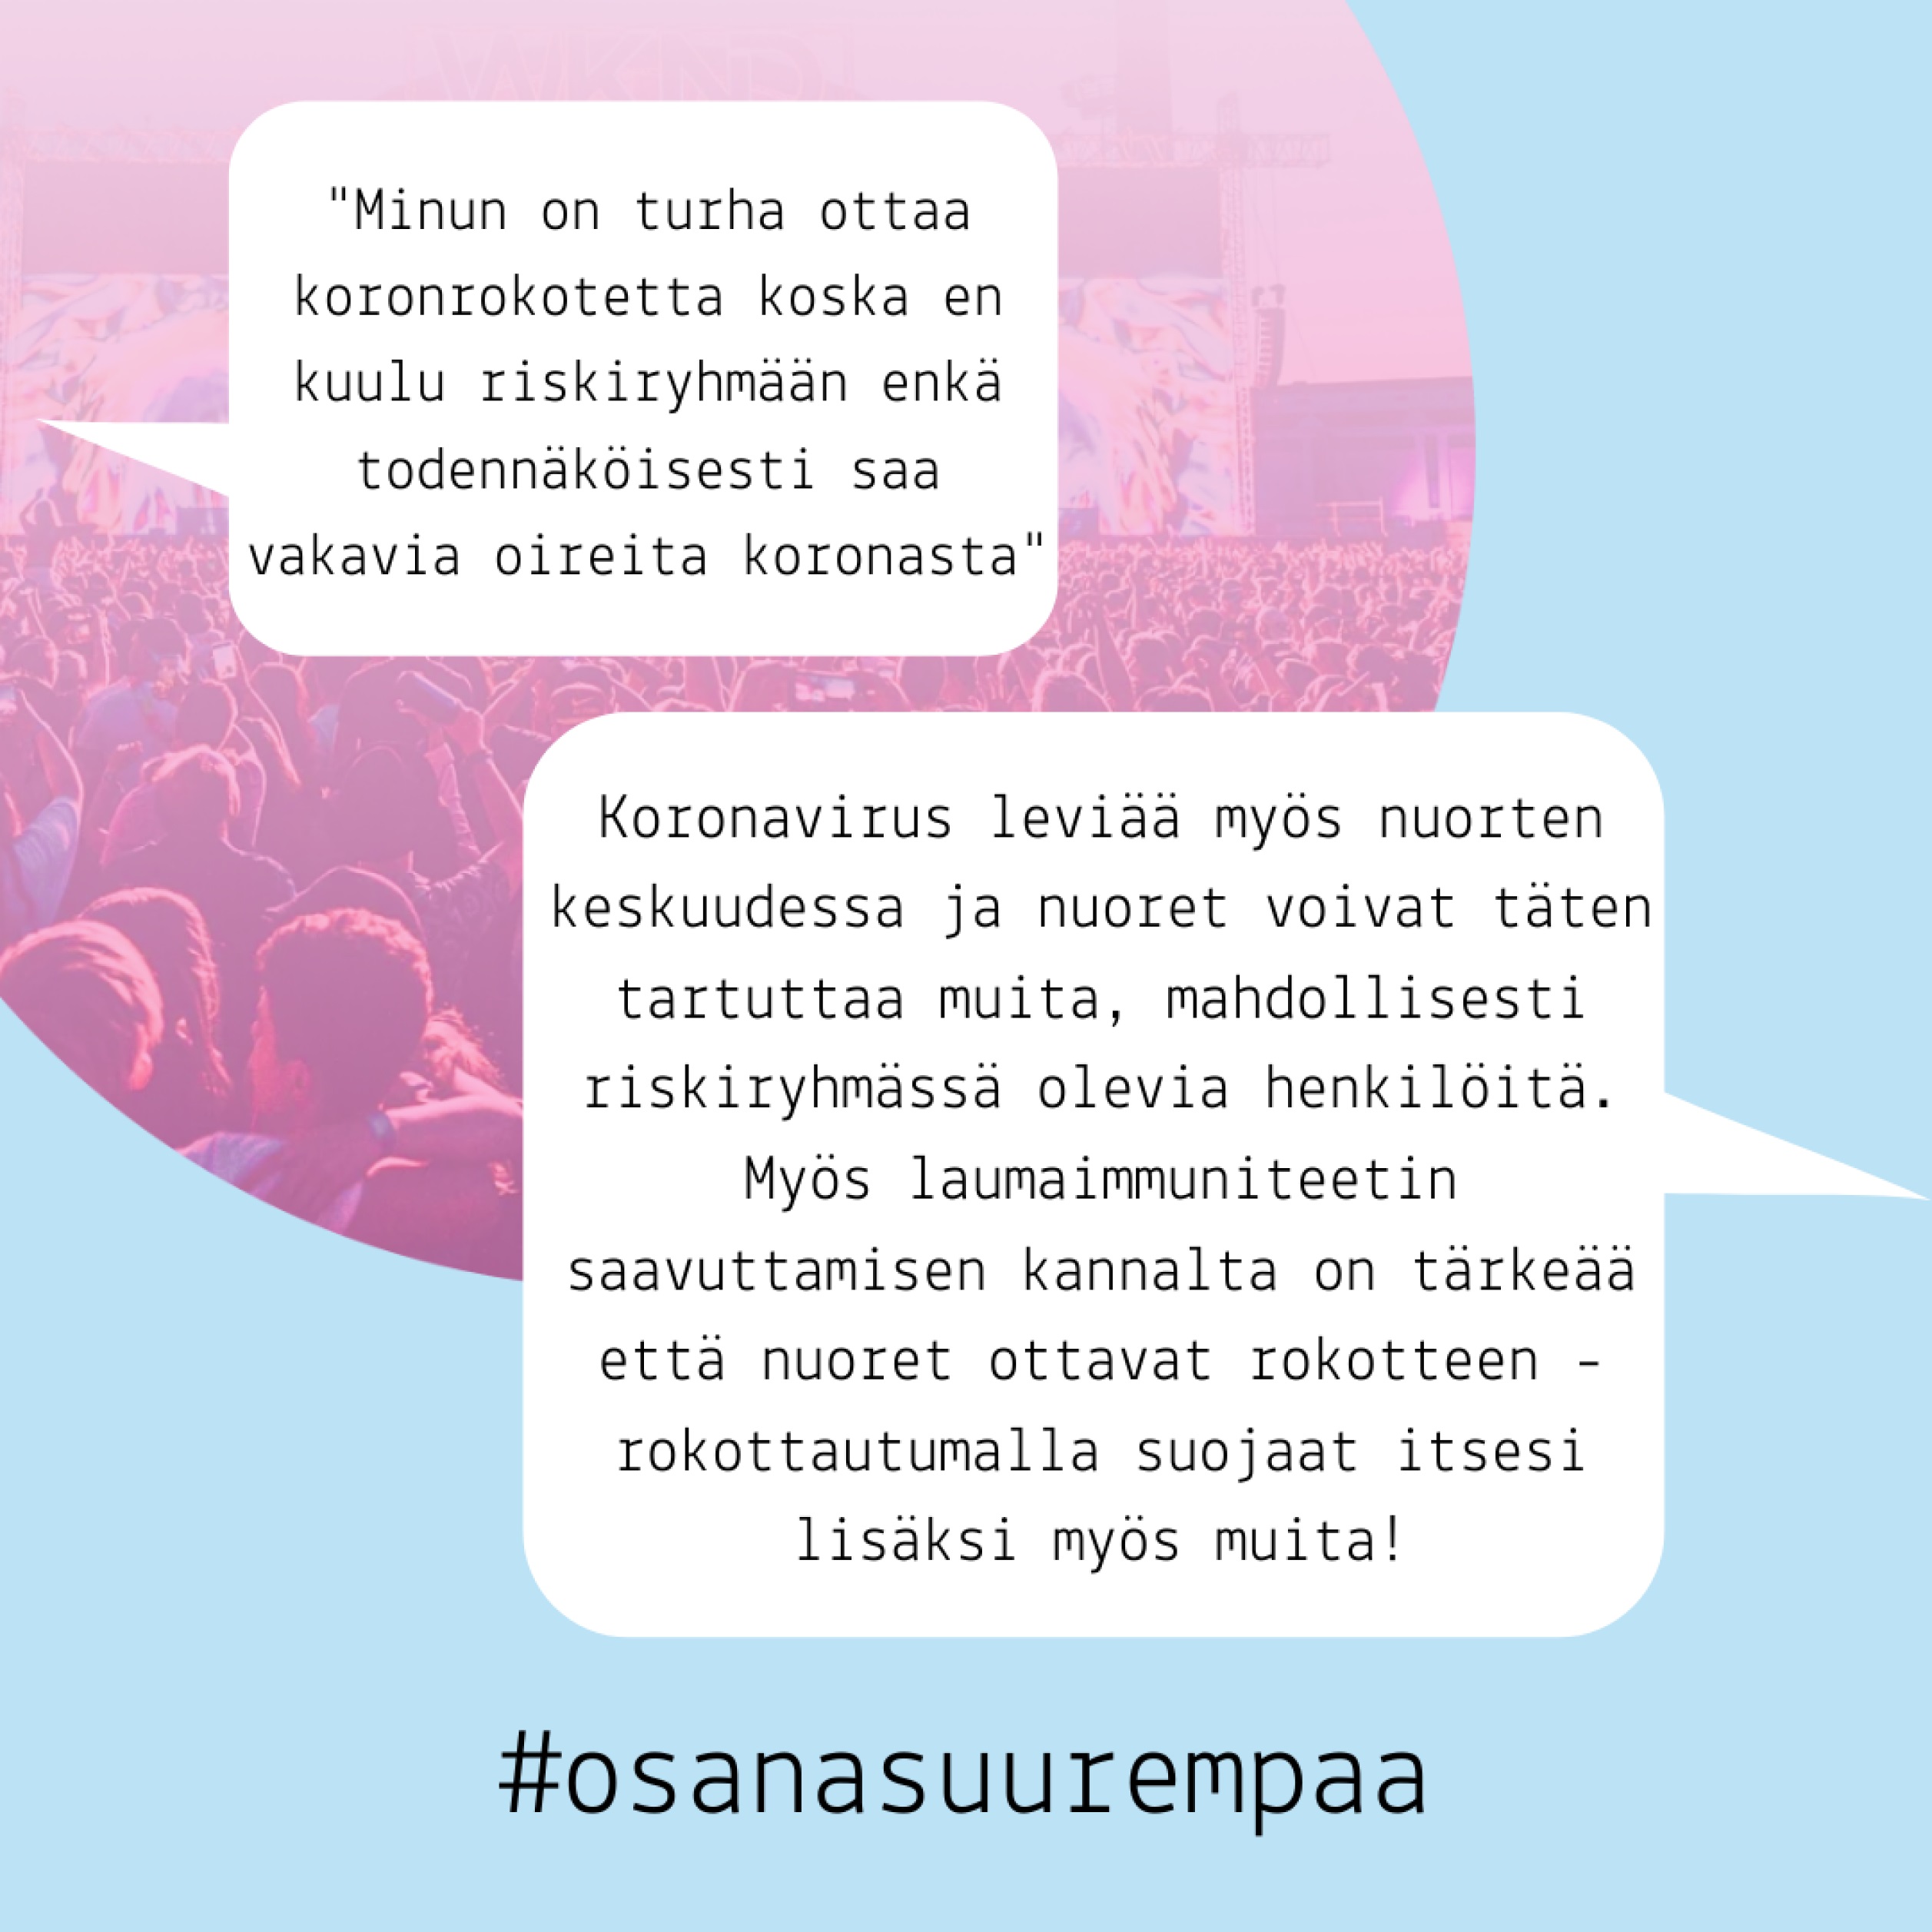 WKND
"Minun on turha ottaa
koronrokotetta koska en
kuulu riskiryhmään enkä
todennäköisesti saa
vakavia oireita koronasta"
Koronavirus leviää myös nuorten
keskuudessa ja nuoret voivat täten
tartuttaa muita, mahdollisesti
riskiryhmässä olevia henkilöitä.
Myös laumaimmuniteetin
saavuttamisen kannalta on tärkeää
että nuoret ottavat rokotteen -
rokottautumalla suojaat itsesi
lisäksi myös muita!
#osanasuurempaa